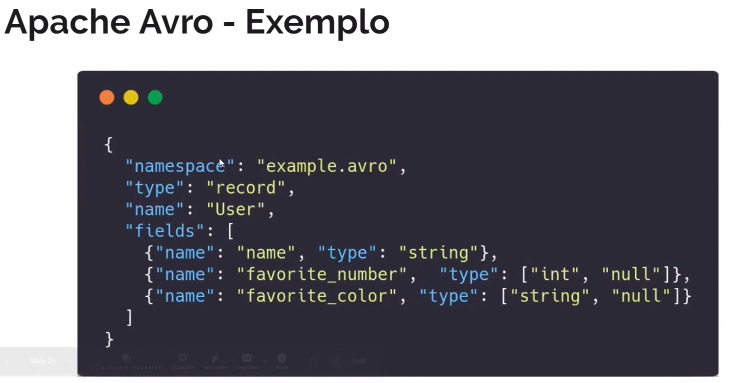 Apache Avro - Exemplo
{
"namespace": "example.avro",
"type": "record",
"name": "User",
"fields": [
{"name": "name", "type": "string"},
{"name": "favorite_number",  "type": ["int", "null"]},
{"name": "favorite_color", "type": ["string", "null"]}
]
}